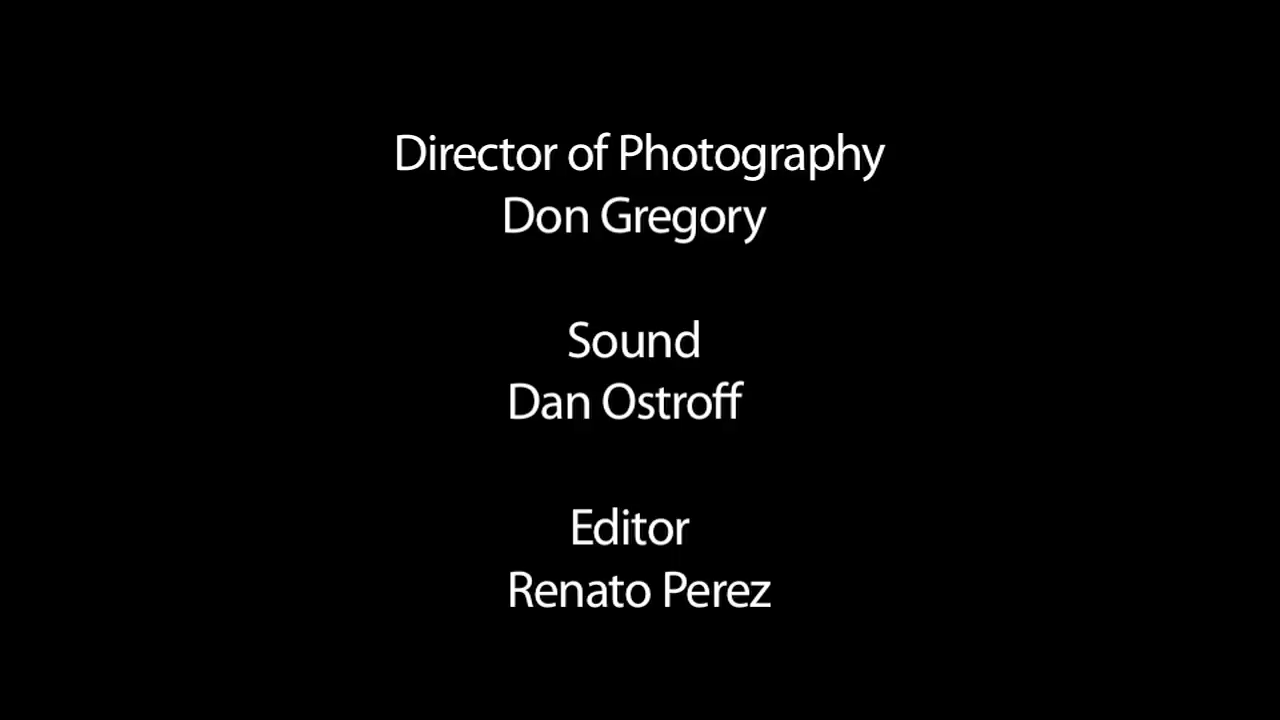 Director of Photography
Don Gregory
Sound
Dan Ostroff
Editor
Renato Perez